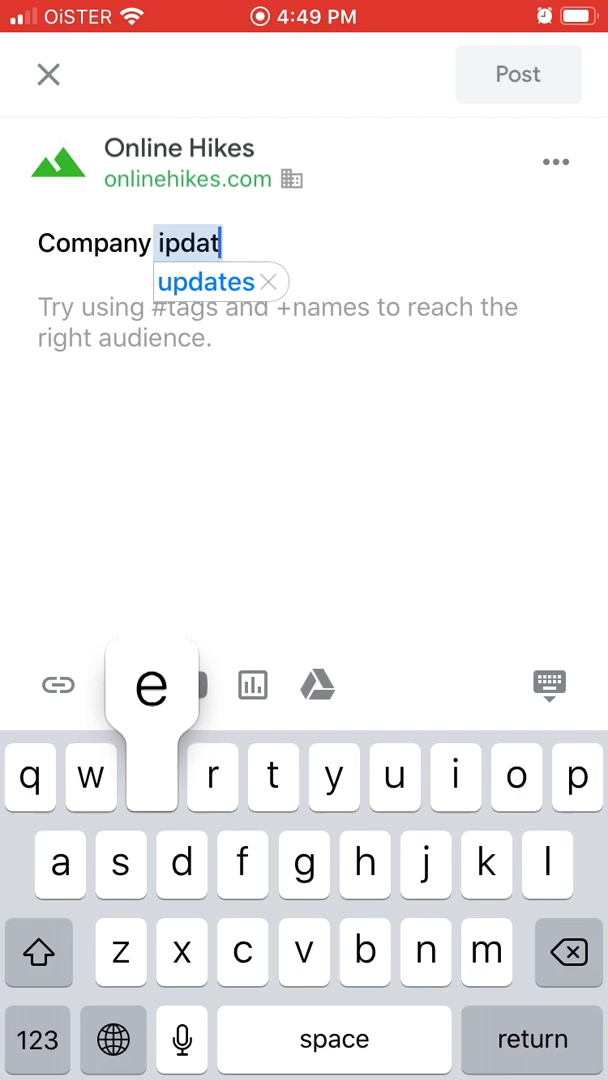 OiSTER 4:49 PM
Post
Online Hikes
onlinehikes.com
Company ipdat
updates
Try using #tags and +names to reach the
right audience.
e
q w r t y u i o p
a s d f g h j k l
z x c v b n m
123 space return